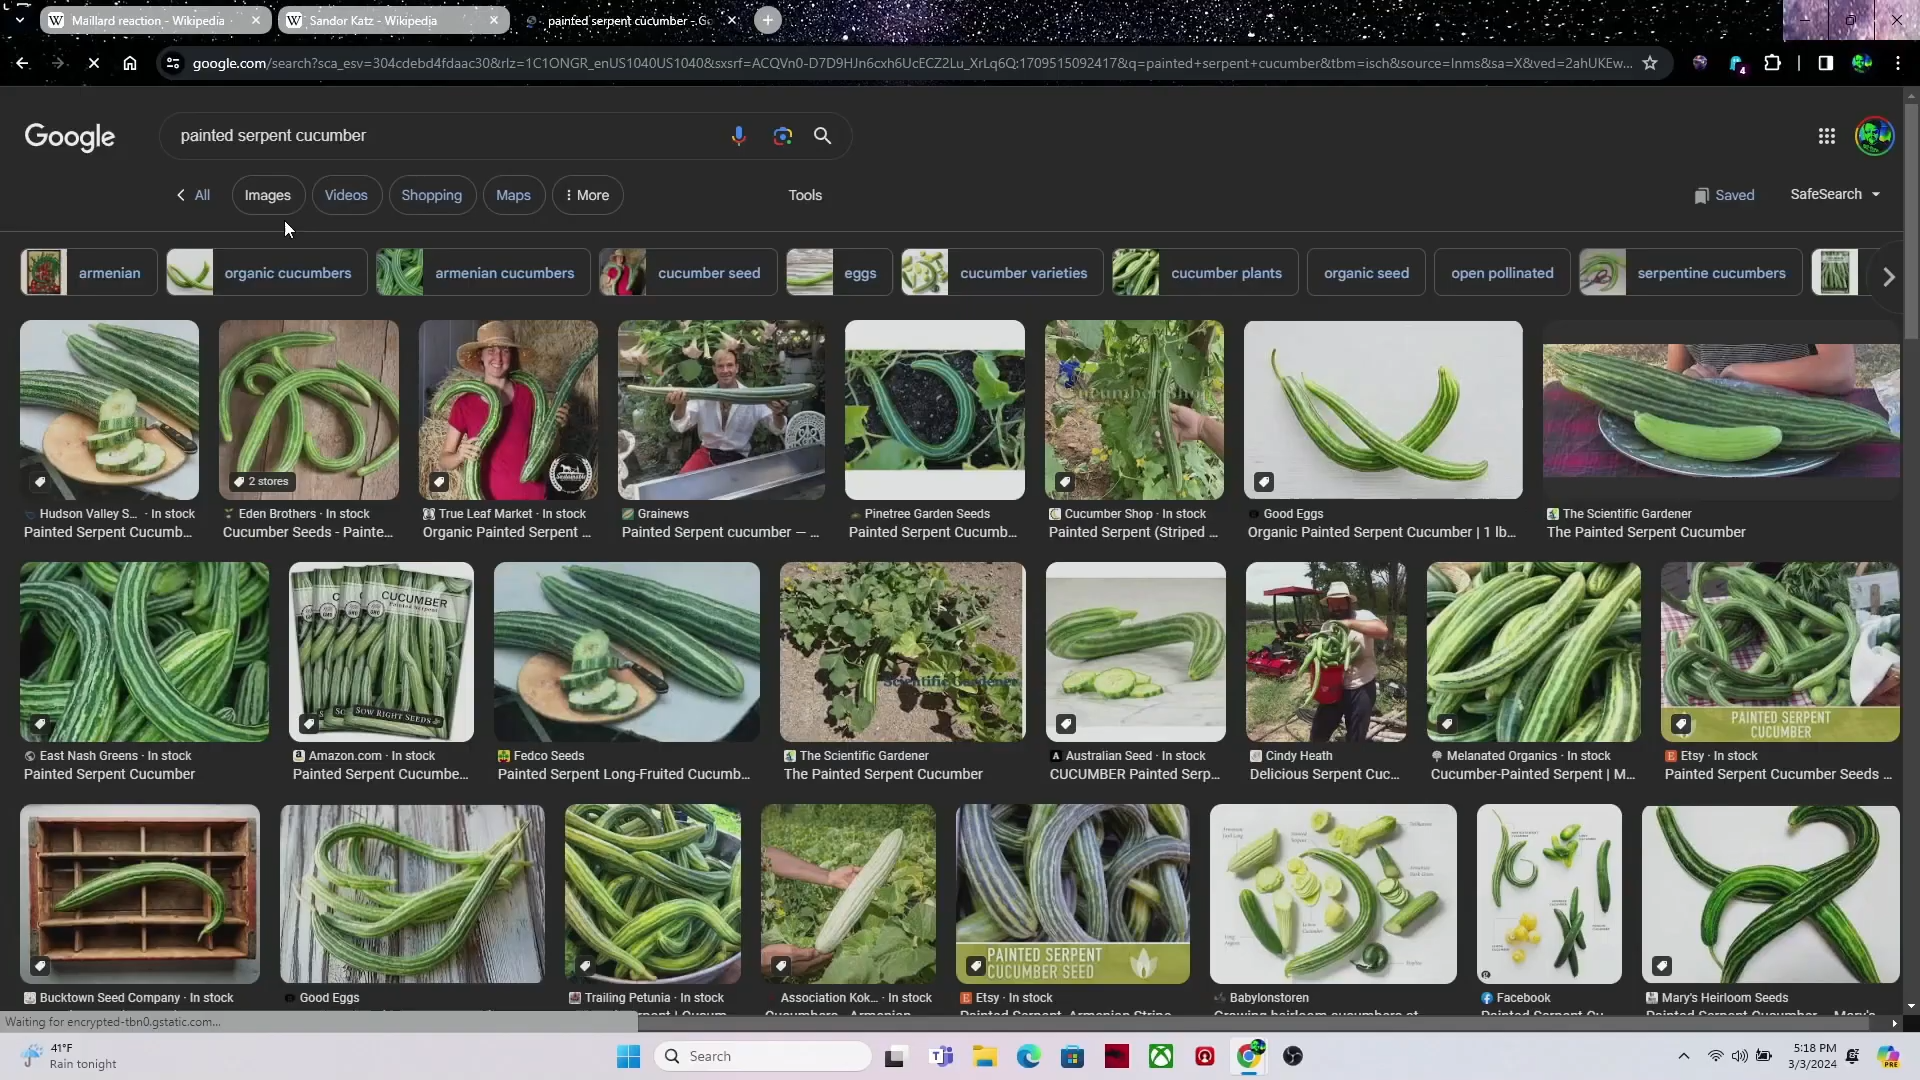 Maillard reaction - Wikipedia
Sandor Katz - Wikipedia
painted serpent cucumber - Go
google.com/search?sca_esv=304cdebd4fdaac30&rlz=1C1ONGR_enUS1040US1040&sxsrf=ACQVn0-D7D9HJn6cxh6UcECZ2Lu_XrLq6Q:1709515092417&q=painted+serpent+cucumber&tbm=isch&source=lnms&sa=X&ved=2ahUKEw...
4
Google
painted serpent cucumber
All
Images
Videos
Shopping
Maps
More
Tools
Saved
SafeSearch
armenian
organic cucumbers
armenian cucumbers
cucumber seed
eggs
cucumber varieties
cucumber plants
organic seed
open pollinated
serpentine cucumbers
2 stores
Hudson Valley S... · In stock
Painted Serpent Cucumb...
Eden Brothers · In stock
Cucumber Seeds - Painte...
True Leaf Market · In stock
Organic Painted Serpent ...
Grainews
Painted Serpent cucumber — ...
Pinetree Garden Seeds
Painted Serpent Cucumb...
Cucumber Shop · In stock
Painted Serpent (Striped ...
Good Eggs
Organic Painted Serpent Cucumber | 1 lb...
The Scientific Gardener
The Painted Serpent Cucumber
CUCUMBER
Painted Serpent
SOW RIGHT SEEDS
Scientific Gardener
PAINTED SERPENT
CUCUMBER
East Nash Greens · In stock
Painted Serpent Cucumber
Amazon.com · In stock
Painted Serpent Cucumbe...
Fedco Seeds
Painted Serpent Long-Fruited Cucumb...
The Scientific Gardener
The Painted Serpent Cucumber
Australian Seed · In stock
CUCUMBER Painted Serp...
Cindy Heath
Delicious Serpent Cuc...
Melanated Organics · In stock
Cucumber-Painted Serpent | M...
Etsy · In stock
Painted Serpent Cucumber Seeds ...
PAINTED SERPENT
CUCUMBER SEED
Bucktown Seed Company · In stock
Good Eggs
Trailing Petunia · In stock
Association Kok... · In stock
Etsy · In stock
Babylonstoren
Facebook
Mary's Heirloom Seeds
Waiting for encrypted-tbn0.gstatic.com...
41°F
Rain tonight
Search
5:18 PM
3/3/2024
PRE